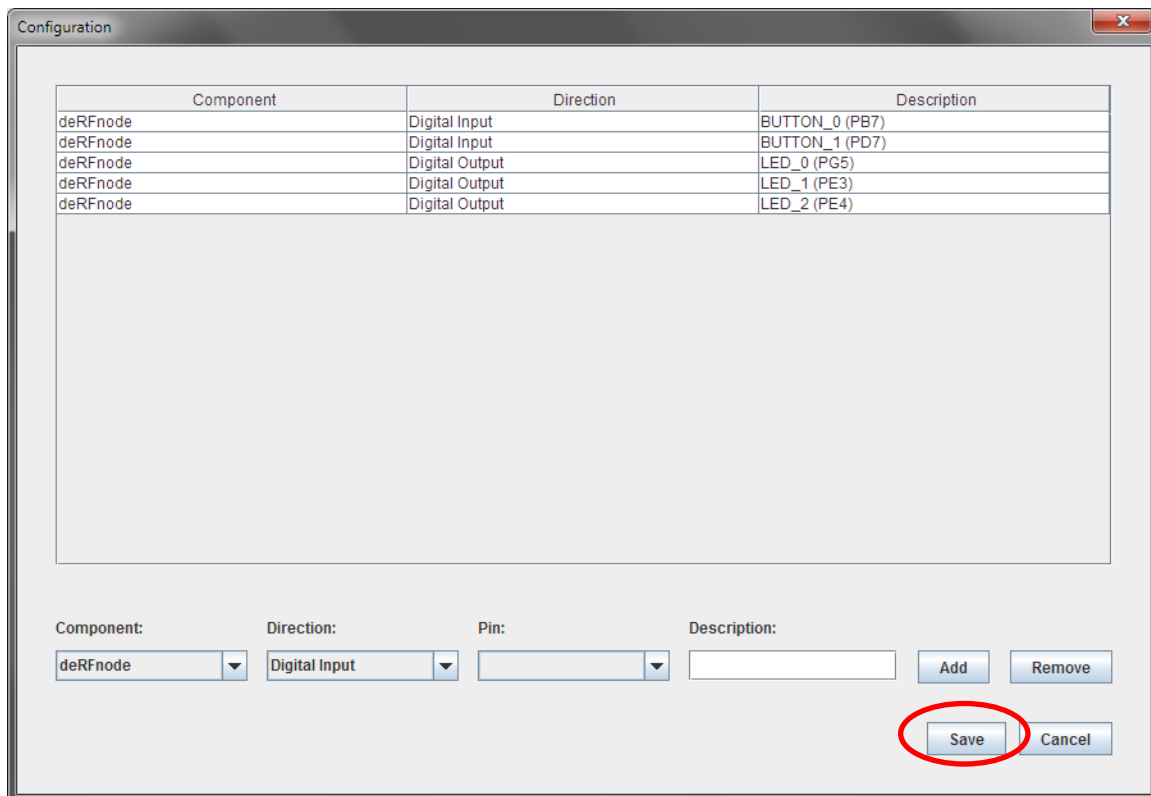 Configuration
x
Component Direction Description
deRFnode Digital Input BUTTON_0 (PB7)
deRFnode Digital Input BUTTON_1 (PD7)
deRFnode Digital Output LED_0 (PG5)
deRFnode Digital Output LED_1 (PE3)
deRFnode Digital Output LED_2 (PE4)
Component: Direction: Pin: Description:
deRFnode Digital Input Add Remove
Save Cancel